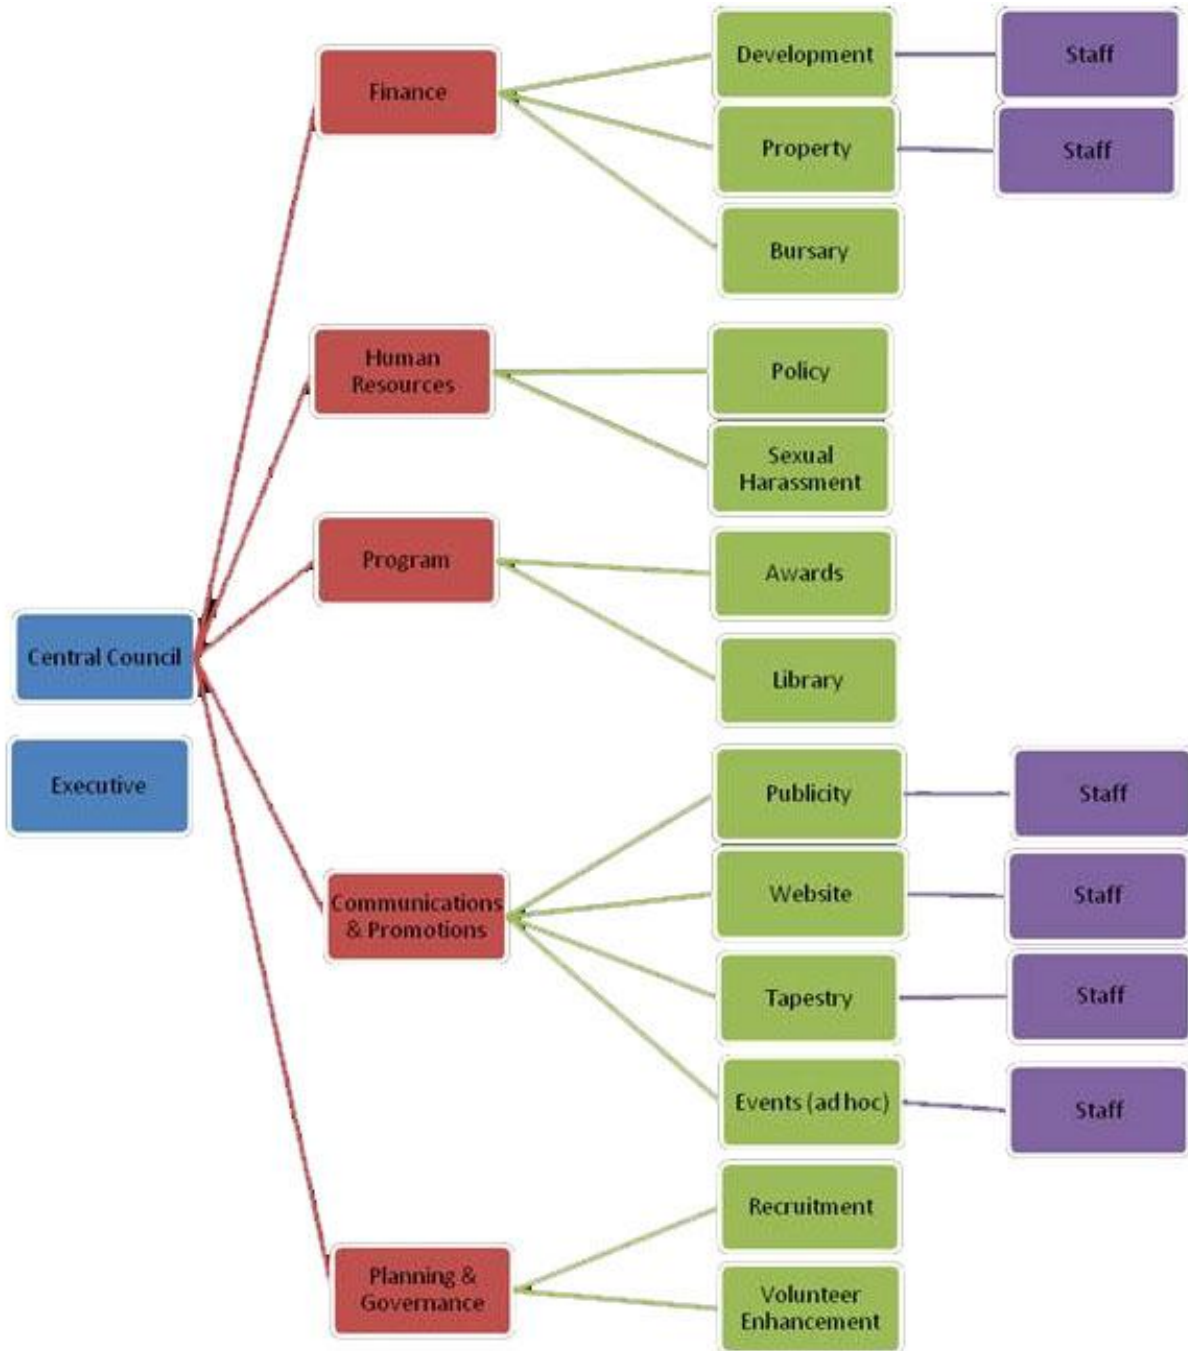 Development
Staff
Finance
Property
Staff
Bursary
Human
Resources
Policy
Sexual
Harassment
Program
Awards
Central Council
Library
Executive
Publicity
Staff
Communications
& Promotions
Website
Staff
Tapestry
Staff
Events (ad hoc)
Staff
Recruitment
Planning &
Governance
Volunteer
Enhancement